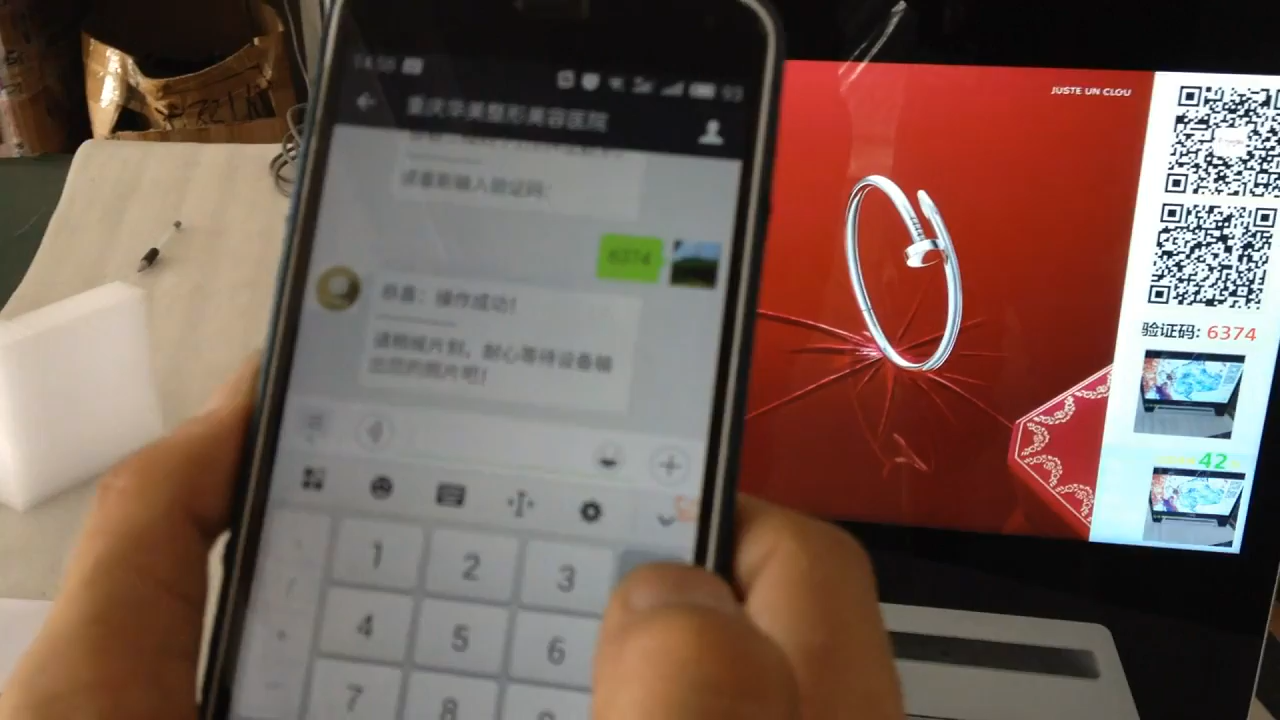 重庆华美整形美容医院
请重新输入验证码:
6374
恭喜：操作成功！
请稍候片刻，耐心等待设备输
出您的照片吧！
1
2
3
4
5
6
7
8
9
JUSTE UN CLOU
验证码: 6374
42